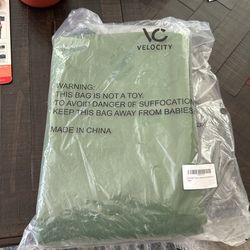 VC
VELOCITY
WARNING:
THIS BAG IS NOT A TOY.
TO AVOID DANGER OF SUFFOCATION
KEEP THIS BAG AWAY FROM BABIES
MADE IN CHINA